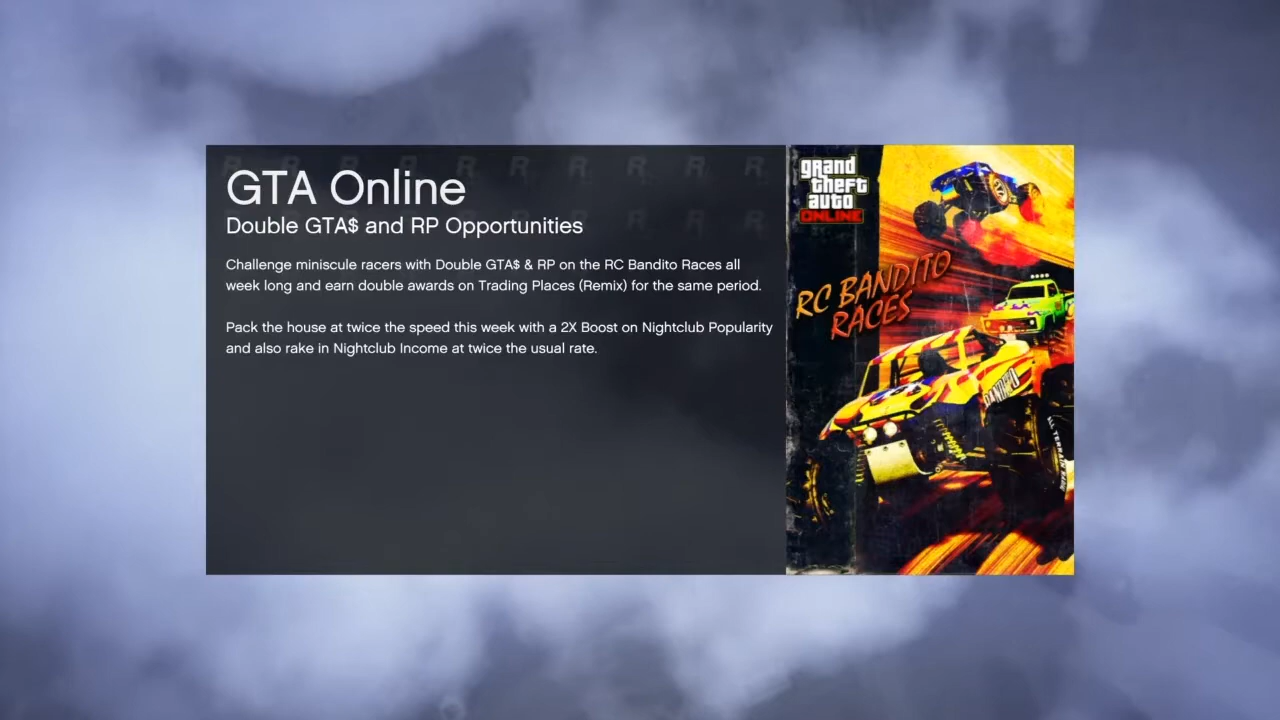 GTA Online
Double GTA$ and RP Opportunities
Challenge miniscule racers with Double GTA$ & RP on the RC Bandito Races all
week long and earn double awards on Trading Places (Remix) for the same period.
Pack the house at twice the speed this week with a 2X Boost on Nightclub Popularity
and also rake in Nightclub Income at twice the usual rate.
grand
theft
auto
ONLINE
RC BANDITO
RACES
BANDITO